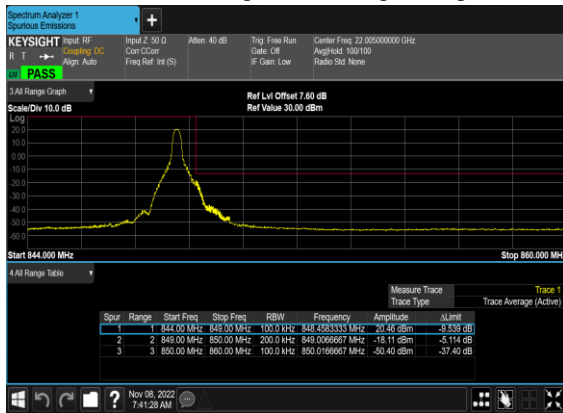 Spectrum Analyzer 1
Spurious Emissions
KEYSIGHT Input: RF Input Z: 50 Ω Atten: 40 dB Trig: Free Run Center Freq: 22.005000000 GHz
R T Coupling: DC Corr CCorr Gate: Off Avg|Hold: 100/100
Align: Auto Freq Ref: Int (S) IF Gain: Low Radio Std: None
PASS
3 All Range Graph Ref Lvl Offset 7.60 dB
Scale/Div 10.0 dB Ref Value 30.00 dBm
Log
20.0
10.0
0.00
-10.0
-20.0
-30.0
-40.0
-50.0
-60.0
Start 844.000 MHz Stop 860.000 MHz
4 All Range Table
Measure Trace Trace 1
Trace Type Trace Average (Active)
Spur Range Start Freq Stop Freq RBW Frequency Amplitude ΔLimit
1 1 844.00 MHz 849.00 MHz 100.0 kHz 848.4583333 MHz 20.46 dBm -9.539 dB
2 2 849.00 MHz 850.00 MHz 200.0 kHz 849.0066667 MHz -18.11 dBm -5.114 dB
3 3 850.00 MHz 860.00 MHz 100.0 kHz 850.0166667 MHz -50.40 dBm -37.40 dB
Nov 08, 2022
7:41:28 AM